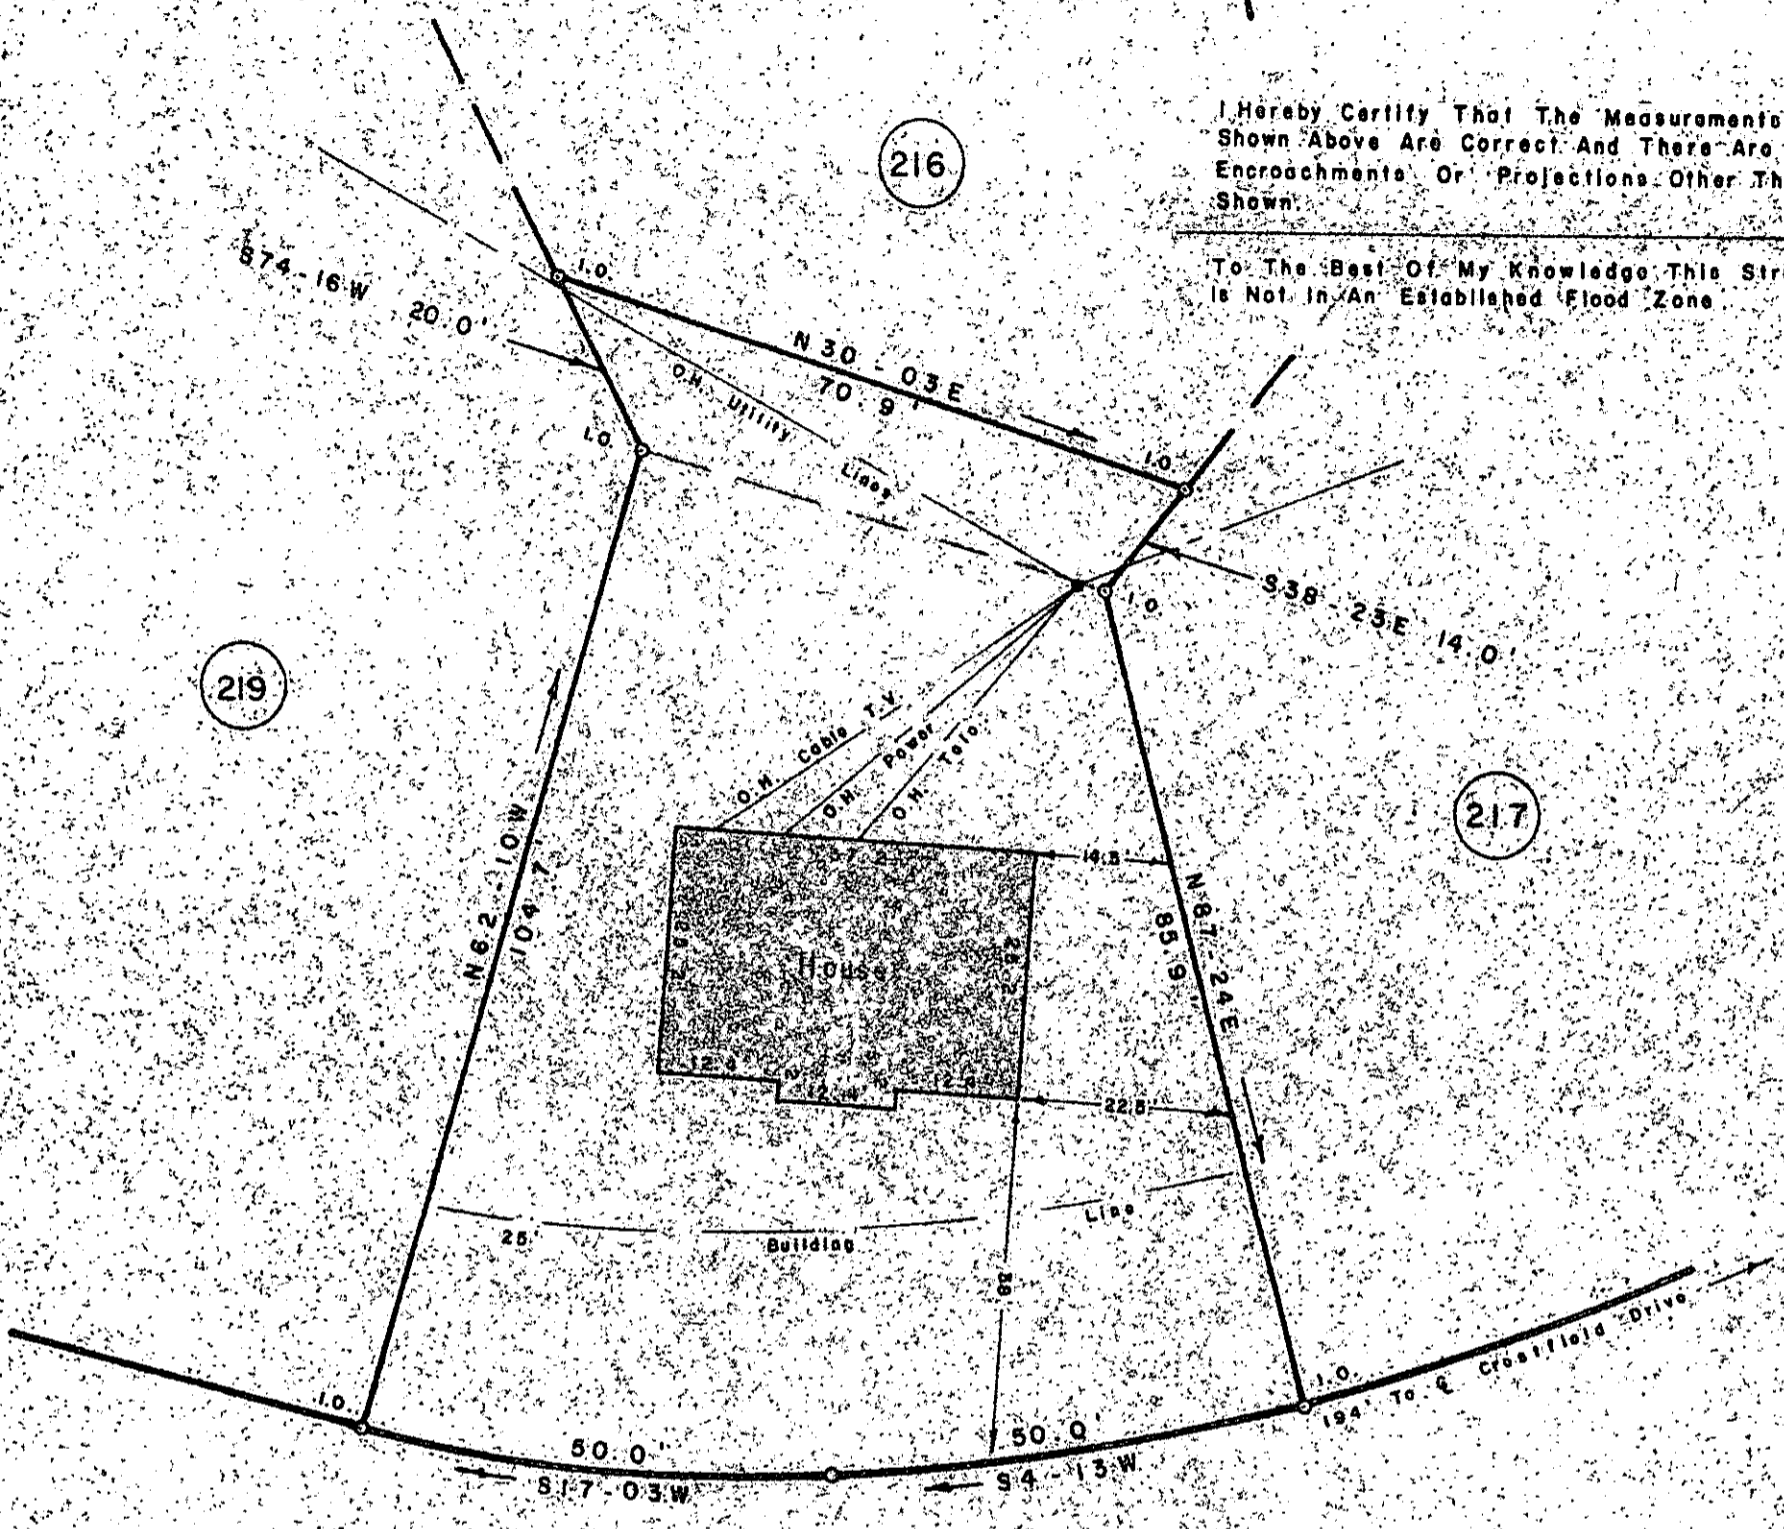 216
I Hereby Certify That The Measurements
Shown Above Are Correct And There Are
Encroachments Or Projections Other Th
Shown.
To The Best Of My Knowledge This Str
Is Not In An Established Flood Zone
S74-16W 20.0'
I.O.
N 30-03E
70.9'
O.H. Utility Lines
I.O.
I.O.
I.O.
S38-23E 14.0'
219
217
O.H. Cable T.V.
O.H. Power
O.H. Tele.
N62-10W
104.7'
14.5'
N87-24E
85.9'
House
12.4
12.4
22.5'
25' Building Line
38
I.O.
50.0'
S17-03W
50.0'
S4-13W
I.O.
194' To ℄ Crestfield Drive